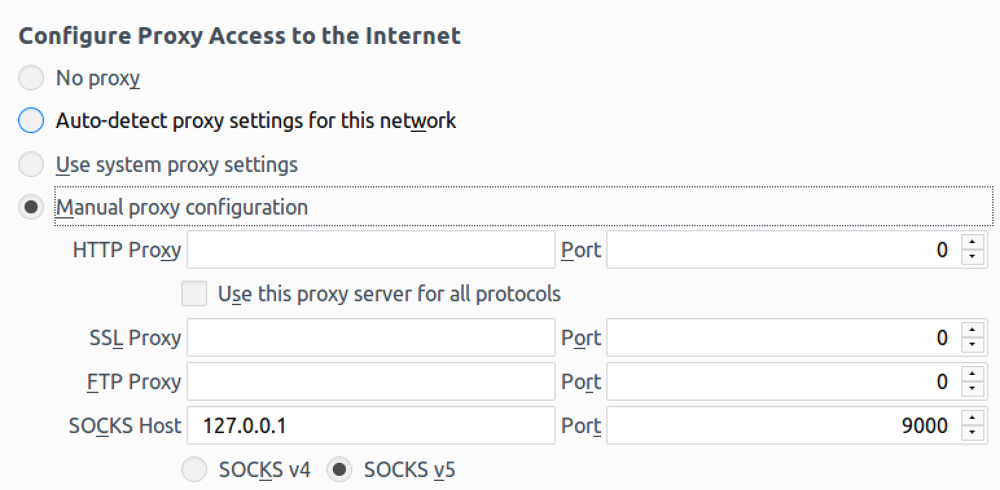 Configure Proxy Access to the Internet
No proxy
Auto-detect proxy settings for this network
Use system proxy settings
Manual proxy configuration
HTTP Proxy Port 0
Use this proxy server for all protocols
SSL Proxy Port 0
FTP Proxy Port 0
SOCKS Host 127.0.0.1 Port 9000
SOCKS v4 SOCKS v5